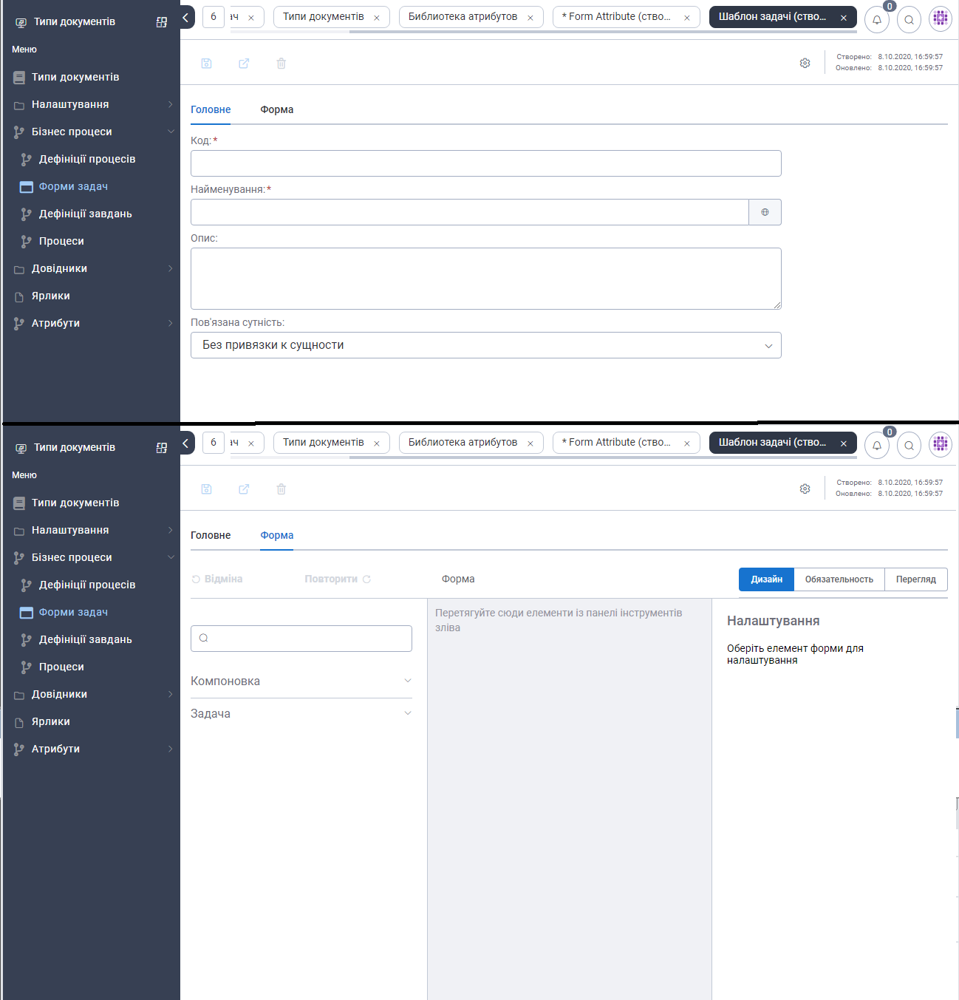 Типи документів
6
ач
Типи документів
Библиотека атрибутов
* Form Attribute (ство...
Шаблон задачі (ство...
0
Меню
Створено: 8.10.2020, 16:59:57
Оновлено: 8.10.2020, 16:59:57
Типи документів
Налаштування
Бізнес процеси
Дефініції процесів
Форми задач
Дефініції завдань
Процеси
Довідники
Ярлики
Атрибути
Головне
Форма
Код:*
Найменування:*
Опис:
Пов'язана сутність:
Без привязки к сущности
Типи документів
6
ач
Типи документів
Библиотека атрибутов
* Form Attribute (ство...
Шаблон задачі (ство...
0
Меню
Створено: 8.10.2020, 16:59:57
Оновлено: 8.10.2020, 16:59:57
Типи документів
Налаштування
Бізнес процеси
Дефініції процесів
Форми задач
Дефініції завдань
Процеси
Довідники
Ярлики
Атрибути
Головне
Форма
Відміна
Повторити
Форма
Дизайн
Обязательность
Перегляд
Компоновка
Задача
Перетягуйте сюди елементи із панелі інструментів
зліва
Налаштування
Оберіть елемент форми для
налаштування